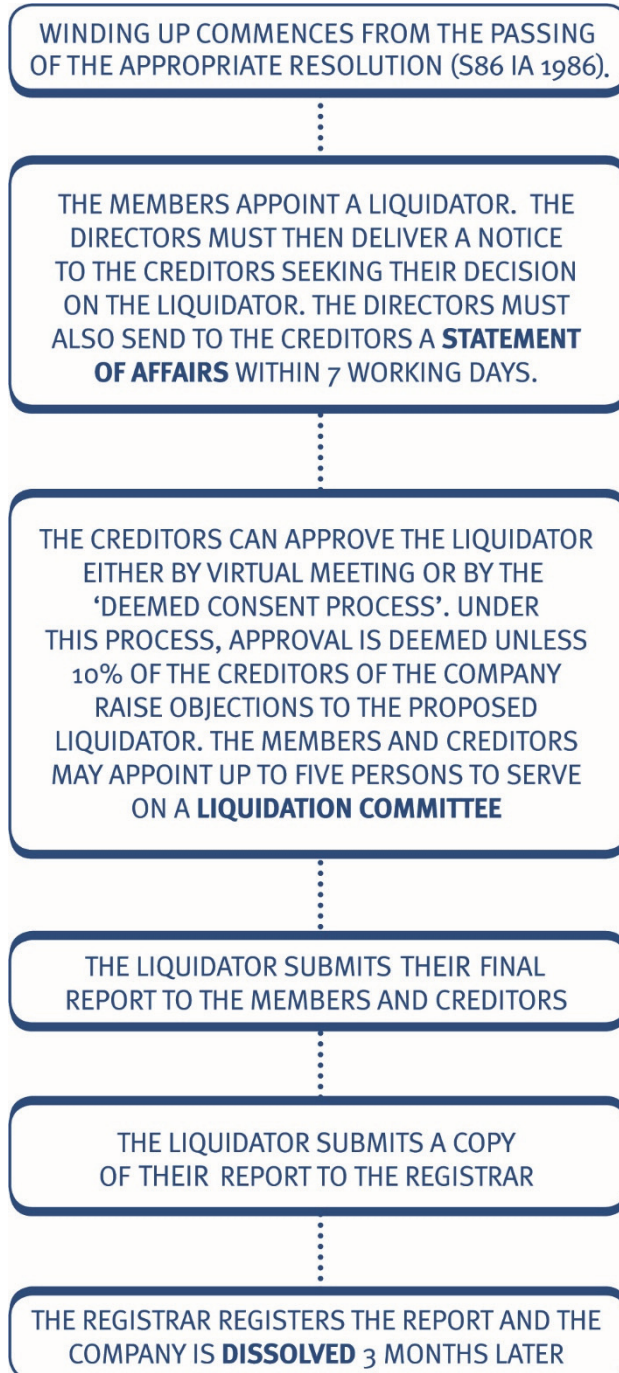 WINDING UP COMMENCES FROM THE PASSING
OF THE APPROPRIATE RESOLUTION (S86 IA 1986).
THE MEMBERS APPOINT A LIQUIDATOR. THE
DIRECTORS MUST THEN DELIVER A NOTICE
TO THE CREDITORS SEEKING THEIR DECISION
ON THE LIQUIDATOR. THE DIRECTORS MUST
ALSO SEND TO THE CREDITORS A STATEMENT
OF AFFAIRS WITHIN 7 WORKING DAYS.
THE CREDITORS CAN APPROVE THE LIQUIDATOR
EITHER BY VIRTUAL MEETING OR BY THE
‘DEEMED CONSENT PROCESS’. UNDER
THIS PROCESS, APPROVAL IS DEEMED UNLESS
10% OF THE CREDITORS OF THE COMPANY
RAISE OBJECTIONS TO THE PROPOSED
LIQUIDATOR. THE MEMBERS AND CREDITORS
MAY APPOINT UP TO FIVE PERSONS TO SERVE
ON A LIQUIDATION COMMITTEE
THE LIQUIDATOR SUBMITS THEIR FINAL
REPORT TO THE MEMBERS AND CREDITORS
THE LIQUIDATOR SUBMITS A COPY
OF THEIR REPORT TO THE REGISTRAR
THE REGISTRAR REGISTERS THE REPORT AND THE
COMPANY IS DISSOLVED 3 MONTHS LATER